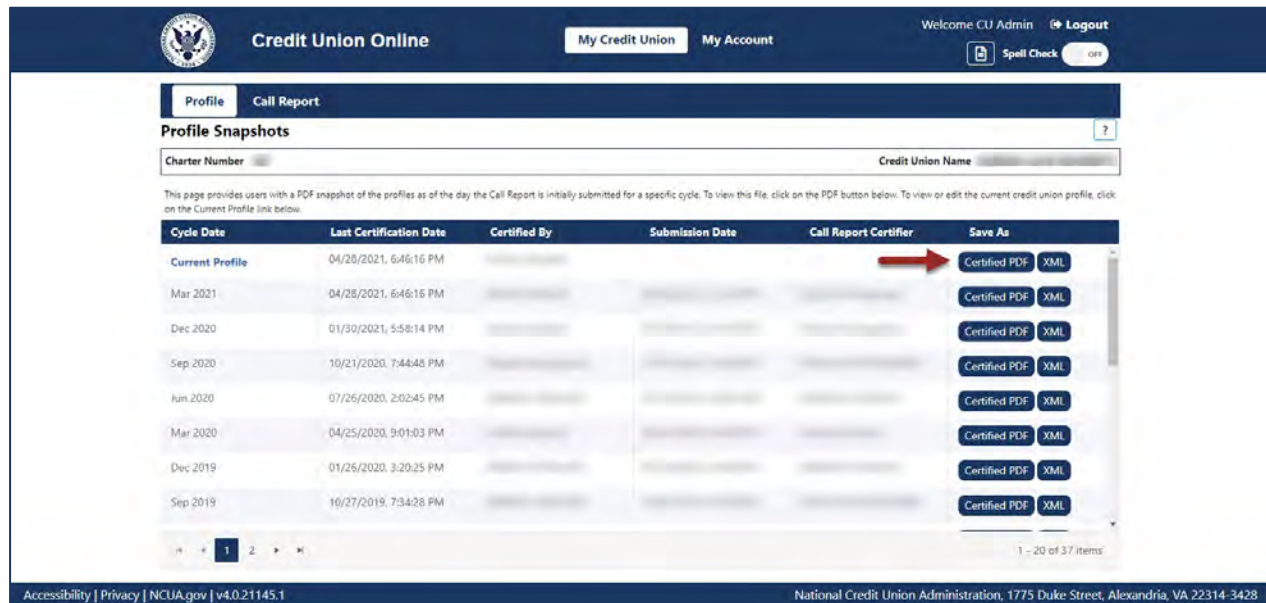 Welcome CU Admin Logout
Credit Union Online My Credit Union My Account
Spell Check OFF
Profile Call Report
Profile Snapshots ?
Charter Number Credit Union Name
This page provides users with a PDF snapshot of the profiles as of the day the Call Report is initially submitted for a specific cycle. To view this file, click on the PDF button below. To view or edit the current credit union profile, click
on the Current Profile link below.
Cycle Date Last Certification Date Certified By Submission Date Call Report Certifier Save As
Current Profile 04/28/2021, 6:46:16 PM Certified PDF XML
Mar 2021 04/28/2021, 6:46:16 PM Certified PDF XML
Dec 2020 01/30/2021, 5:58:14 PM Certified PDF XML
Sep 2020 10/21/2020, 7:44:48 PM Certified PDF XML
Jun 2020 07/26/2020, 2:02:45 PM Certified PDF XML
Mar 2020 04/25/2020, 9:01:03 PM Certified PDF XML
Dec 2019 01/26/2020, 3:20:25 PM Certified PDF XML
Sep 2019 10/27/2019, 7:34:28 PM Certified PDF XML
1 2 1 - 20 of 37 items
Accessibility | Privacy | NCUA.gov | v4.0.21145.1 National Credit Union Administration, 1775 Duke Street, Alexandria, VA 22314-3428